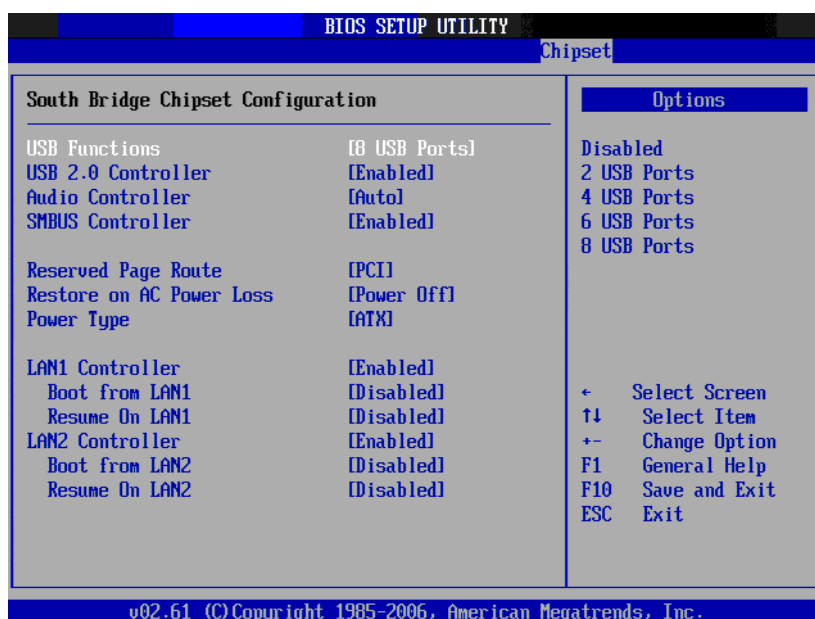 BIOS SETUP UTILITY
Chipset
South Bridge Chipset Configuration
USB Functions [8 USB Ports]
USB 2.0 Controller [Enabled]
Audio Controller [Auto]
SMBUS Controller [Enabled]
Reserved Page Route [PCI]
Restore on AC Power Loss [Power Off]
Power Type [ATX]
LAN1 Controller [Enabled]
Boot from LAN1 [Disabled]
Resume On LAN1 [Disabled]
LAN2 Controller [Enabled]
Boot from LAN2 [Disabled]
Resume On LAN2 [Disabled]
Options
Disabled
2 USB Ports
4 USB Ports
6 USB Ports
8 USB Ports
← Select Screen
↑↓ Select Item
+- Change Option
F1 General Help
F10 Save and Exit
ESC Exit
v02.61 (C)Copyright 1985-2006, American Megatrends, Inc.